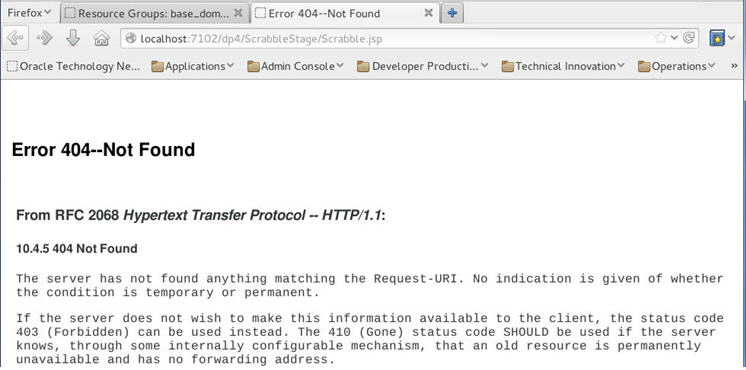 Firefox
Resource Groups: base_dom...
Error 404--Not Found
localhost:7102/dp4/ScrabbleStage/Scrabble.jsp
Oracle Technology Ne... Applications Admin Console Developer Producti... Technical Innovation Operations »
Error 404--Not Found
From RFC 2068 Hypertext Transfer Protocol -- HTTP/1.1:
10.4.5 404 Not Found
The server has not found anything matching the Request-URI. No indication is given of whether
the condition is temporary or permanent.
If the server does not wish to make this information available to the client, the status code
403 (Forbidden) can be used instead. The 410 (Gone) status code SHOULD be used if the server
knows, through some internally configurable mechanism, that an old resource is permanently
unavailable and has no forwarding address.